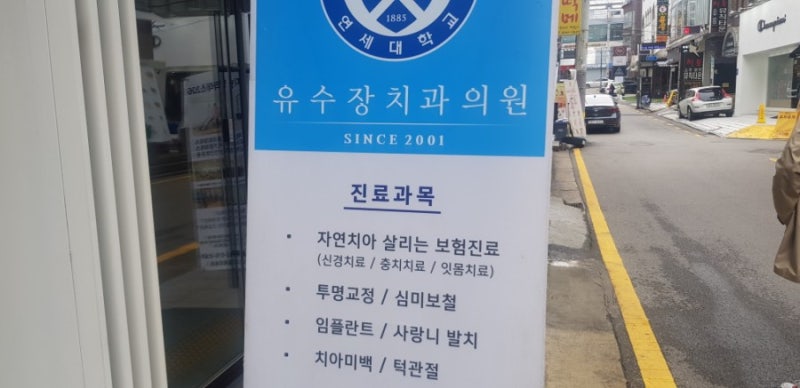 1885
연세대학교
유수장치과의원
SINCE 2001
진료과목
• 자연치아 살리는 보험진료
(신경치료 / 충치치료 / 잇몸치료)
• 투명교정 / 심미보철
• 임플란트 / 사랑니 발치
• 치아미백 / 턱관절
Champion